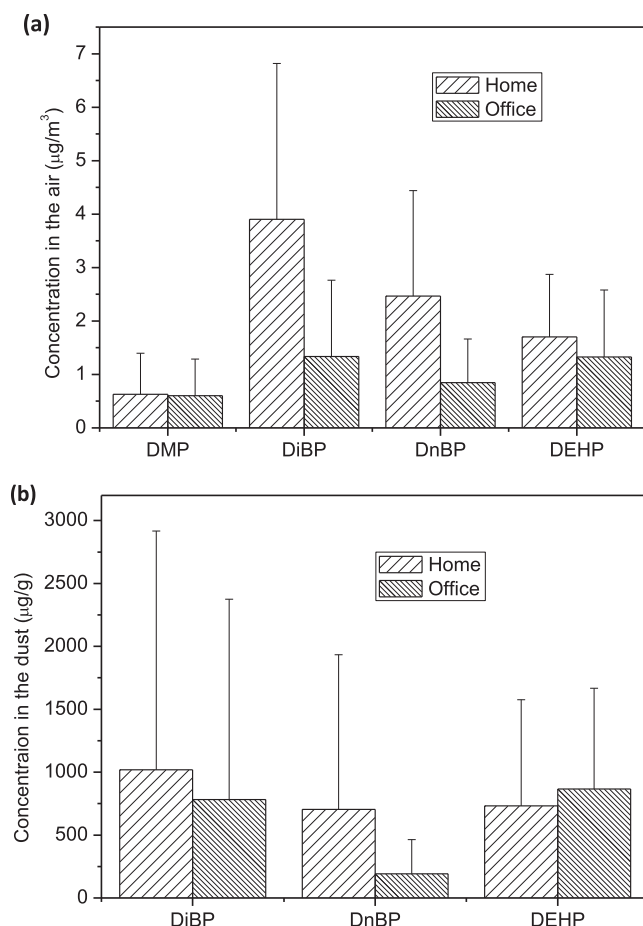 (a)
7
6
5
4
3
2
1
0
Concentration in the air (μg/m³)
Home
Office
DMP DiBP DnBP DEHP
(b)
3000
2500
2000
1500
1000
500
0
Concentraion in the dust (μg/g)
Home
Office
DiBP DnBP DEHP